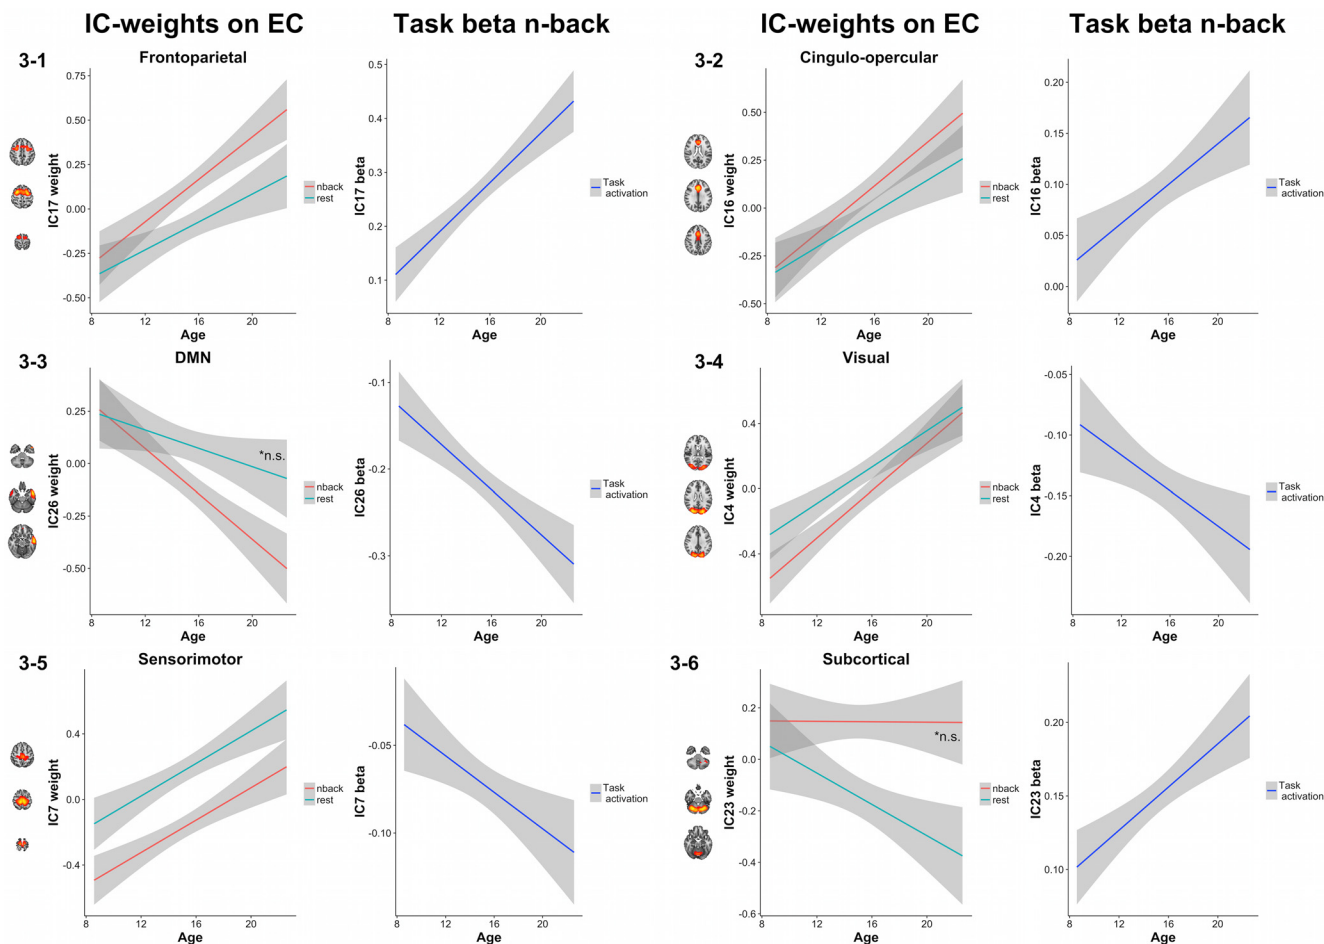 IC-weights on EC
Task beta n-back
IC-weights on EC
Task beta n-back
3-1
Frontoparietal
IC17 weight
0.75
0.50
0.25
0.00
-0.25
-0.50
8
12
16
20
Age
nback
rest
IC17 beta
0.5
0.4
0.3
0.2
0.1
8
12
16
20
Age
Task
activation
3-2
Cingulo-opercular
IC16 weight
0.50
0.25
0.00
-0.25
-0.50
8
12
16
20
Age
nback
rest
IC16 beta
0.20
0.15
0.10
0.05
0.00
8
12
16
20
Age
Task
activation
3-3
DMN
IC26 weight
0.25
0.00
-0.25
-0.50
*n.s.
8
12
16
20
Age
nback
rest
IC26 beta
-0.1
-0.2
-0.3
8
12
16
20
Age
Task
activation
3-4
Visual
IC4 weight
0.4
0.0
-0.4
8
12
16
20
Age
nback
rest
IC4 beta
-0.05
-0.10
-0.15
-0.20
8
12
16
20
Age
Task
activation
3-5
Sensorimotor
IC7 weight
0.4
0.0
-0.4
8
12
16
20
Age
nback
rest
IC7 beta
-0.05
-0.10
8
12
16
20
Age
Task
activation
3-6
Subcortical
IC23 weight
0.2
0.0
-0.2
-0.4
-0.6
*n.s.
8
12
16
20
Age
nback
rest
IC23 beta
0.20
0.15
0.10
8
12
16
20
Age
Task
activation